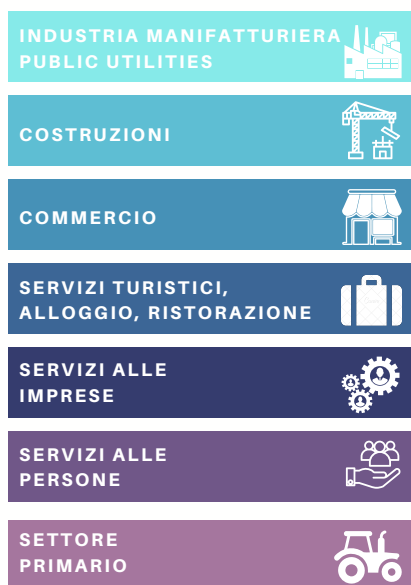 INDUSTRIA MANIFATTURIERA
PUBLIC UTILITIES
COSTRUZIONI
COMMERCIO
SERVIZI TURISTICI,
ALLOGGIO, RISTORAZIONE
SERVIZI ALLE
IMPRESE
SERVIZI ALLE
PERSONE
SETTORE
PRIMARIO